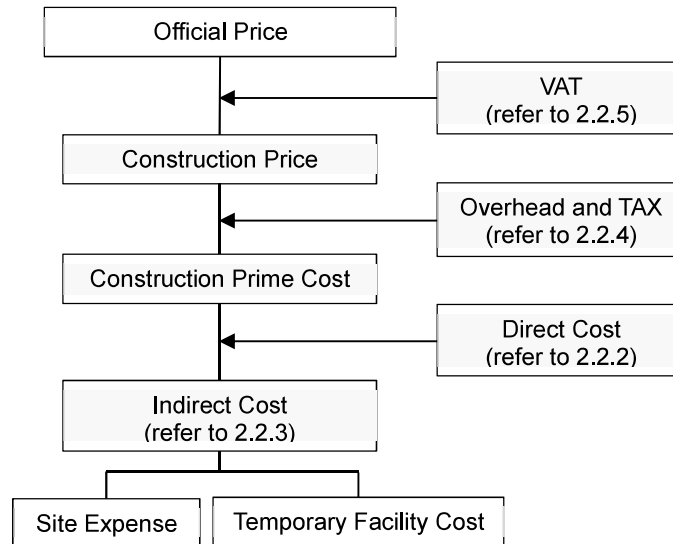 Official Price
VAT
(refer to 2.2.5)
Construction Price
Overhead and TAX
(refer to 2.2.4)
Construction Prime Cost
Direct Cost
(refer to 2.2.2)
Indirect Cost
(refer to 2.2.3)
Site Expense
Temporary Facility Cost